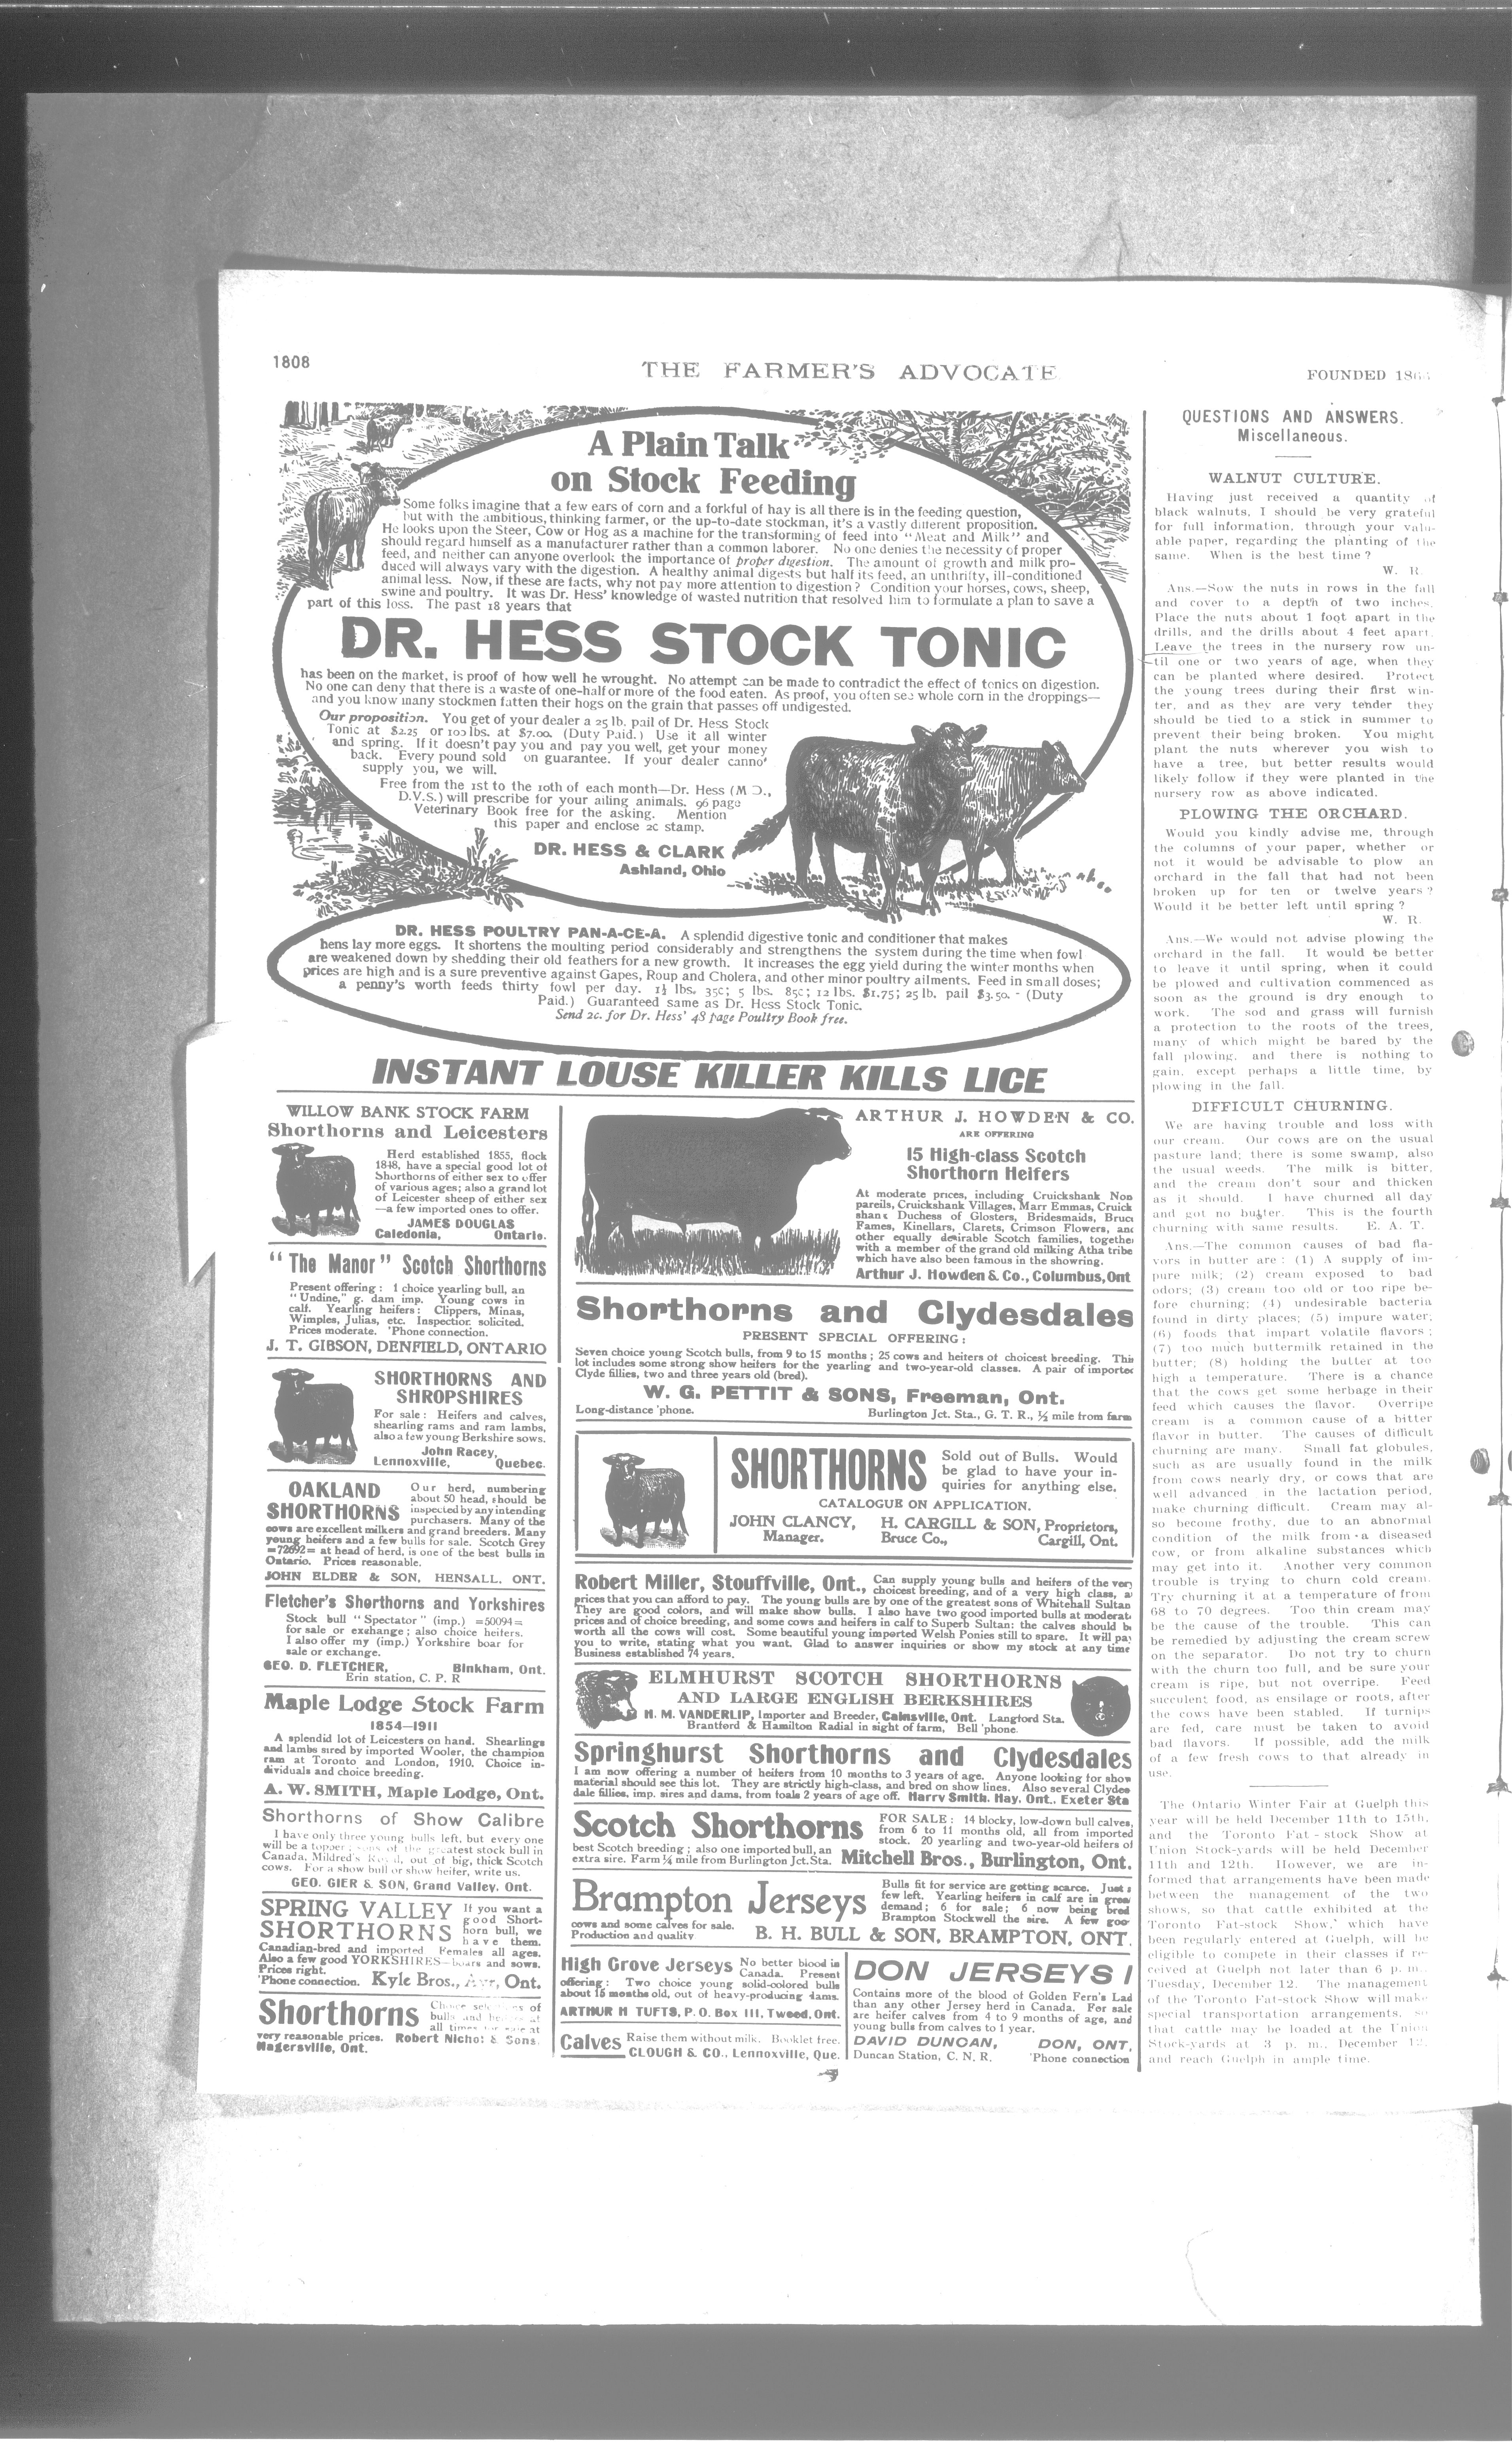 1808
THE FARMER'S ADVOCATE
FOUNDED
A Plain Talk
on Stock Feeding
Some folks imagine that a few ears of corn and a forkful of hay is all there is in the feeding question,
but with the ambitious, thinking farmer, or the up-to-date stockman, it's a vastly different proposition.
He looks upon the Steer, Cow or Hog as a machine for the transforming of feed into "Meat and Milk" and
should regard himself as a manufacturer rather than a common laborer. No one denies the necessity of proper
feed, and neither can anyone overlook the importance of proper digestion. The amount of growth and milk pro-
duced will always vary with the digestion. A healthy animal digests but half its feed, an unthrifty, ill-conditioned
animal less. Now, if these are facts, why not pay more attention to digestion? Condition your horses, cows, sheep,
swine and poultry. It was Dr. Hess' knowledge of wasted nutrition that resolved him to formulate a plan to save a
part of this loss. The past 18 years that
DR. HESS STOCK TONIC
has been on the market, is proof of how well he wrought. No attempt can be made to contradict the effect of tonics on digestion.
No one can deny that there is a waste of one-half or more of the food eaten. As proof, you often see whole corn in the droppings—
and you know many stockmen fatten their hogs on the grain that passes off undigested.
Our proposition. You get of your dealer a 25 lb. pail of Dr. Hess Stock
Tonic at $2.25 or 100 lbs. at $7.00. (Duty Paid.) Use it all winter
and spring. If it doesn't pay you and pay you well, get your money
back. Every pound sold on guarantee. If your dealer canno'
supply you, we will.
Free from the 1st to the 10th of each month—Dr. Hess (M D.,
D.V.S.) will prescribe for your ailing animals. 96 page
Veterinary Book free for the asking. Mention
this paper and enclose 2c stamp.
DR. HESS & CLARK
Ashland, Ohio
DR. HESS POULTRY PAN-A-CE-A. A splendid digestive tonic and conditioner that makes
hens lay more eggs. It shortens the moulting period considerably and strengthens the system during the time when fowl
are weakened down by shedding their old feathers for a new growth. It increases the egg yield during the winter months when
prices are high and is a sure preventive against Gapes, Roup and Cholera, and other minor poultry ailments. Feed in small doses;
a penny's worth feeds thirty fowl per day. 1½ lbs. 35c; 5 lbs. 85c; 12 lbs. $1.75; 25 lb. pail $3.50. - (Duty
Paid.) Guaranteed same as Dr. Hess Stock Tonic.
Send 2c. for Dr. Hess' 48 page Poultry Book free.
INSTANT LOUSE KILLER KILLS LICE
WILLOW BANK STOCK FARM
Shorthorns and Leicesters
Herd established 1855, flock
1848, have a special good lot of
Shorthorns of either sex to offer
of various ages; also a grand lot
of Leicester sheep of either sex
—a few imported ones to offer.
JAMES DOUGLAS
Caledonia, Ontario.
"The Manor" Scotch Shorthorns
Present offering: 1 choice yearling bull, an
"Undine," g. dam imp. Young cows in
calf. Yearling heifers: Clippers, Minas,
Wimples, Julias, etc. Inspection solicited.
Prices moderate. 'Phone connection.
J. T. GIBSON, DENFIELD, ONTARIO
SHORTHORNS AND
SHROPSHIRES
For sale: Heifers and calves,
shearling rams and ram lambs,
also a few young Berkshire sows.
John Racey,
Lennoxville, Quebec.
OAKLAND
SHORTHORNS
Our herd, numbering
about 50 head, should be
inspected by any intending
purchasers. Many of the
cows are excellent milkers and grand breeders. Many
young heifers and a few bulls for sale. Scotch Grey
=72692= at head of herd, is one of the best bulls in
Ontario. Prices reasonable.
JOHN ELDER & SON, HENSALL, ONT.
Fletcher's Shorthorns and Yorkshires
Stock bull "Spectator" (imp.) =50094=
for sale or exchange; also choice heifers.
I also offer my (imp.) Yorkshire boar for
sale or exchange.
GEO. D. FLETCHER, Binkham, Ont.
Erin station, C. P. R
Maple Lodge Stock Farm
1854—1911
A splendid lot of Leicesters on hand. Shearlings
and lambs sired by imported Wooler, the champion
ram at Toronto and London, 1910. Choice in-
dividuals and choice breeding.
A. W. SMITH, Maple Lodge, Ont.
Shorthorns of Show Calibre
I have only three young bulls left, but every one
will be a topper; sons of the greatest stock bull in
Canada, Mildred's Royal, out of big, thick Scotch
cows. For a show bull or show heifer, write us.
GEO. GIER & SON, Grand Valley, Ont.
SPRING VALLEY
SHORTHORNS
If you want a
good Short-
horn bull, we
have them.
Canadian-bred and imported. Females all ages.
Also a few good YORKSHIRES—boars and sows.
Prices right.
'Phone connection. Kyle Bros., Ayr, Ont.
Shorthorns
Choice selections of
bulls and heifers at
all times for sale at
very reasonable prices. Robert Nichol & Sons,
Hagersville, Ont.
ARTHUR J. HOWDEN & CO.
ARE OFFERING
15 High-class Scotch
Shorthorn Heifers
At moderate prices, including Cruickshank Non
pareils, Cruickshank Villages, Marr Emmas, Cruick
shank Duchess of Glosters, Bridesmaids, Bruce
Fames, Kinellars, Clarets, Crimson Flowers, and
other equally desirable Scotch families, together
with a member of the grand old milking Atha tribe
which have also been famous in the showring.
Arthur J. Howden & Co., Columbus, Ont
Shorthorns and Clydesdales
PRESENT SPECIAL OFFERING:
Seven choice young Scotch bulls, from 9 to 15 months; 25 cows and heifers of choicest breeding. This
lot includes some strong show heifers for the yearling and two-year-old classes. A pair of imported
Clyde fillies, two and three years old (bred).
W. G. PETTIT & SONS, Freeman, Ont.
Long-distance 'phone. Burlington Jct. Sta., G. T. R., ½ mile from farm
SHORTHORNS
Sold out of Bulls. Would
be glad to have your in-
quiries for anything else.
CATALOGUE ON APPLICATION.
JOHN CLANCY, H. CARGILL & SON, Proprietors,
Manager. Bruce Co., Cargill, Ont.
Robert Miller, Stouffville, Ont., Can supply young bulls and heifers of the very
choicest breeding, and of a very high class, a
prices that you can afford to pay. The young bulls are by one of the greatest sons of Whitehall Sultan
They are good colors, and will make show bulls. I also have two good imported bulls at moderate
prices and of choice breeding, and some cows and heifers in calf to Superb Sultan: the calves should be
worth all the cows will cost. Some beautiful young imported Welsh Ponies still to spare. It will pay
you to write, stating what you want. Glad to answer inquiries or show my stock at any time
Business established 74 years.
ELMHURST SCOTCH SHORTHORNS
AND LARGE ENGLISH BERKSHIRES
H. M. VANDERLIP, Importer and Breeder, Cainsville, Ont. Langford Sta.
Brantford & Hamilton Radial in sight of farm, Bell 'phone.
Springhurst Shorthorns and Clydesdales
I am now offering a number of heifers from 10 months to 3 years of age. Anyone looking for show
material should see this lot. They are strictly high-class, and bred on show lines. Also several Clydes
dale fillies, imp. sires and dams, from foals 2 years of age off. Harry Smith, Hay, Ont., Exeter Sta
Scotch Shorthorns
FOR SALE: 14 blocky, low-down bull calves,
from 6 to 11 months old, all from imported
stock. 20 yearling and two-year-old heifers of
best Scotch breeding; also one imported bull, an
extra sire. Farm ¼ mile from Burlington Jct. Sta. Mitchell Bros., Burlington, Ont.
Brampton Jerseys
Bulls fit for service are getting scarce. Just a
few left. Yearling heifers in calf are in great
demand; 6 for sale; 6 now being bred
Brampton Stockwell the sire. A few goo
cows and some calves for sale.
Production and quality B. H. BULL & SON, BRAMPTON, ONT.
High Grove Jerseys No better blood in
Canada. Present
offering: Two choice young solid-colored bulls
about 15 months old, out of heavy-producing dams.
ARTHUR H TUFTS, P. O. Box 111, Tweed, Ont.
Calves Raise them without milk. Booklet free.
CLOUGH & CO., Lennoxville, Que.
DON JERSEYS !
Contains more of the blood of Golden Fern's Lad
than any other Jersey herd in Canada. For sale
are heifer calves from 4 to 9 months of age, and
young bulls from calves to 1 year.
DAVID DUNCAN, DON, ONT.
Duncan Station, C. N. R. 'Phone connection
QUESTIONS AND ANSWERS.
Miscellaneous.
WALNUT CULTURE.
Having just received a quantity of
black walnuts, I should be very grateful
for full information, through your valu-
able paper, regarding the planting of the
same. When is the best time?
W. R.
Ans.—Sow the nuts in rows in the fall
and cover to a depth of two inches.
Place the nuts about 1 foot apart in the
drills, and the drills about 4 feet apart.
Leave the trees in the nursery row un-
til one or two years of age, when they
can be planted where desired. Protect
the young trees during their first win-
ter, and as they are very tender they
should be tied to a stick in summer to
prevent their being broken. You might
plant the nuts wherever you wish to
have a tree, but better results would
likely follow if they were planted in the
nursery row as above indicated.
PLOWING THE ORCHARD.
Would you kindly advise me, through
the columns of your paper, whether or
not it would be advisable to plow an
orchard in the fall that had not been
broken up for ten or twelve years?
Would it be better left until spring?
W. R.
Ans.—We would not advise plowing the
orchard in the fall. It would be better
to leave it until spring, when it could
be plowed and cultivation commenced as
soon as the ground is dry enough to
work. The sod and grass will furnish
a protection to the roots of the trees,
many of which might be bared by the
fall plowing, and there is nothing to
gain, except perhaps a little time, by
plowing in the fall.
DIFFICULT CHURNING.
We are having trouble and loss with
our cream. Our cows are on the usual
pasture land; there is some swamp, also
the usual weeds. The milk is bitter,
and the cream don't sour and thicken
as it should. I have churned all day
and got no butter. This is the fourth
churning with same results. E. A. T.
Ans.—The common causes of bad fla-
vors in butter are: (1) A supply of im-
pure milk; (2) cream exposed to bad
odors; (3) cream too old or too ripe be-
fore churning; (4) undesirable bacteria
found in dirty places; (5) impure water;
(6) foods that impart volatile flavors;
(7) too much buttermilk retained in the
butter; (8) holding the butter at too
high a temperature. There is a chance
that the cows get some herbage in their
feed which causes the flavor. Overripe
cream is a common cause of a bitter
flavor in butter. The causes of difficult
churning are many. Small fat globules,
such as are usually found in the milk
from cows nearly dry, or cows that are
well advanced in the lactation period,
make churning difficult. Cream may al-
so become frothy, due to an abnormal
condition of the milk from a diseased
cow, or from alkaline substances which
may get into it. Another very common
trouble is trying to churn cold cream.
Try churning it at a temperature of from
68 to 70 degrees. Too thin cream may
be the cause of the trouble. This can
be remedied by adjusting the cream screw
on the separator. Do not try to churn
with the churn too full, and be sure your
cream is ripe, but not overripe. Feed
succulent food, as ensilage or roots, after
the cows have been stabled. If turnips
are fed, care must be taken to avoid
bad flavors. If possible, add the milk
of a few fresh cows to that already in
use.
The Ontario Winter Fair at Guelph this
year will be held December 11th to 15th,
and the Toronto Fat-stock Show at
Union Stock-yards will be held December
11th and 12th. However, we are in-
formed that arrangements have been made
between the management of the two
shows, so that cattle exhibited at the
Toronto Fat-stock Show, which have
been regularly entered at Guelph, will be
eligible to compete in their classes if re-
ceived at Guelph not later than 6 p. m.,
Tuesday, December 12. The management
of the Toronto Fat-stock Show will make
special transportation arrangements, so
that cattle may be loaded at the Union
Stock-yards at 3 p. m., December 12,
and reach Guelph in ample time.